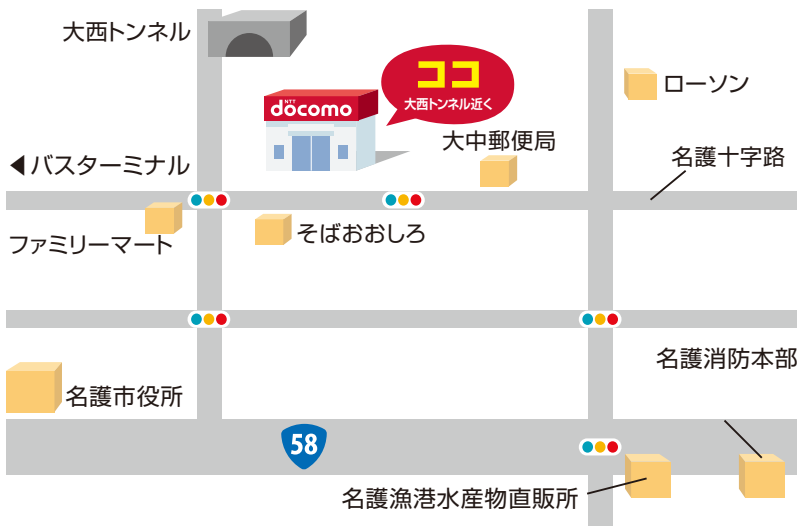 大西トンネル
ココ
大西トンネル近く
NTT
döcomo
ローソン
大中郵便局
名護十字路
◀バスターミナル
ファミリーマート
そばおおしろ
名護消防本部
名護市役所
58
名護漁港水産物直販所